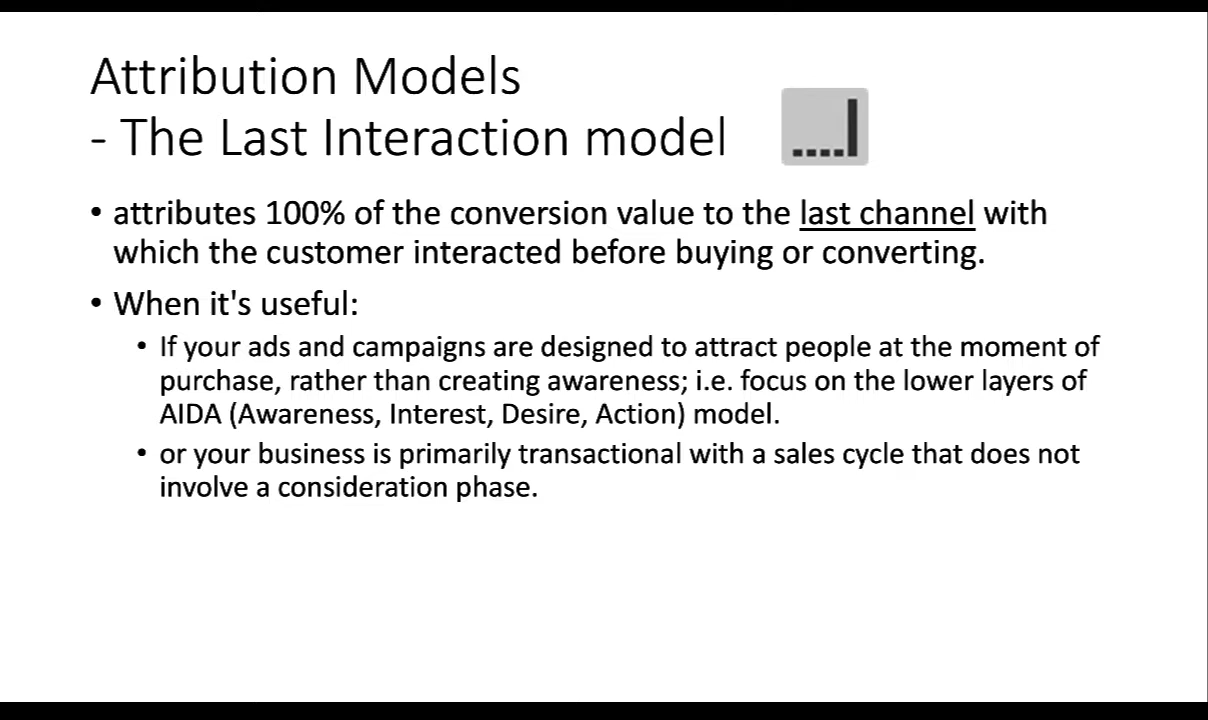 Attribution Models
- The Last Interaction model
• attributes 100% of the conversion value to the last channel with
which the customer interacted before buying or converting.
• When it's useful:
• If your ads and campaigns are designed to attract people at the moment of
purchase, rather than creating awareness; i.e. focus on the lower layers of
AIDA (Awareness, Interest, Desire, Action) model.
• or your business is primarily transactional with a sales cycle that does not
involve a consideration phase.